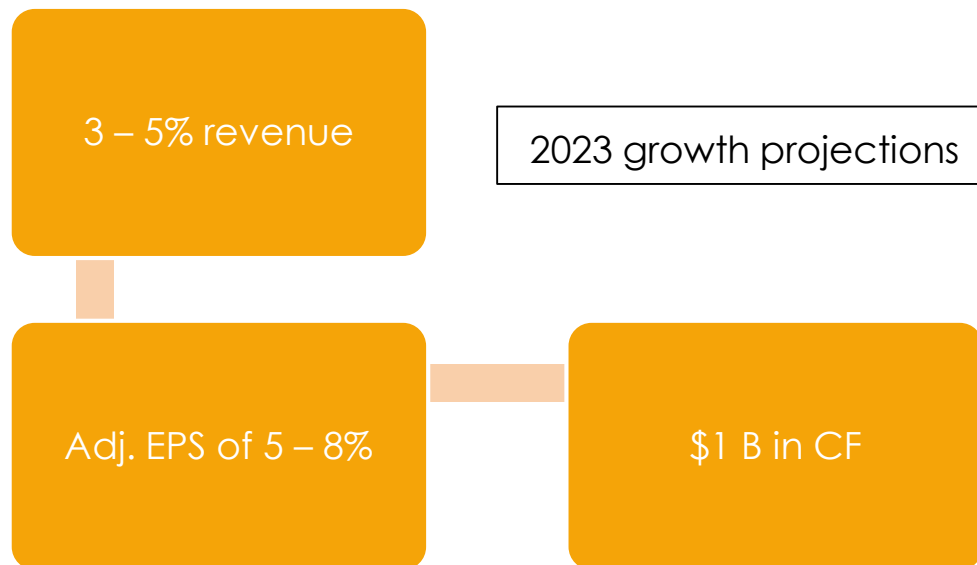 3 – 5% revenue
2023 growth projections
Adj. EPS of 5 – 8%
$1 B in CF